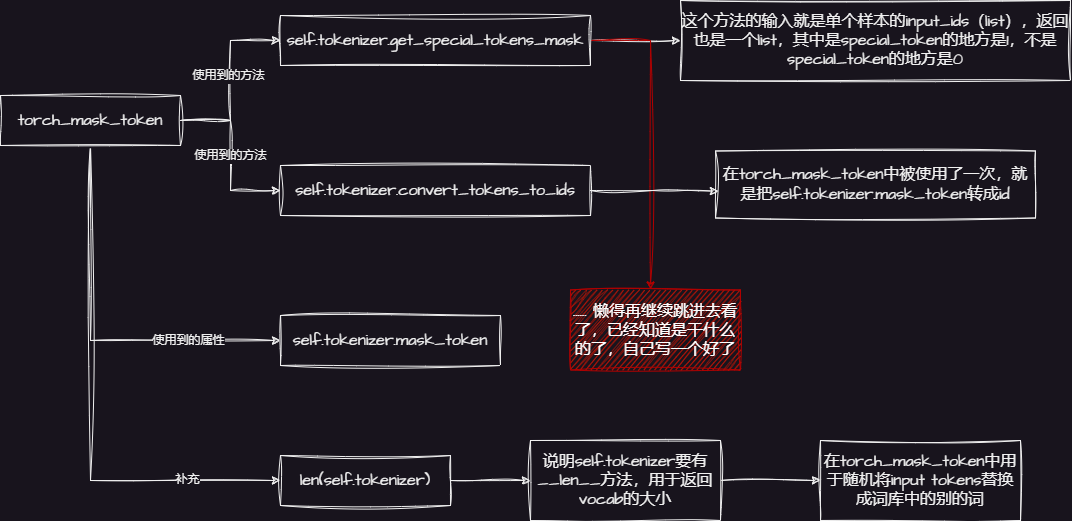 self.tokenizer.get_special_tokens_mask
这个方法的输入就是单个样本的input_ids（list），返回
也是一个list，其中是special_token的地方是1，不是
special_token的地方是0
使用到的方法
torch_mask_token
使用到的方法
self.tokenizer.convert_tokens_to_ids
在torch_mask_token中被使用了一次，就
是把self.tokenizer.mask_token转成id
... 懒得再继续跳进去看
了，已经知道是干什么
的了，自己写一个好了
使用到的属性
self.tokenizer.mask_token
补充
len(self.tokenizer)
说明self.tokenizer要有
__len__方法，用于返回
vocab的大小
在torch_mask_token中用
于随机将input tokens替换
成词库中的别的词